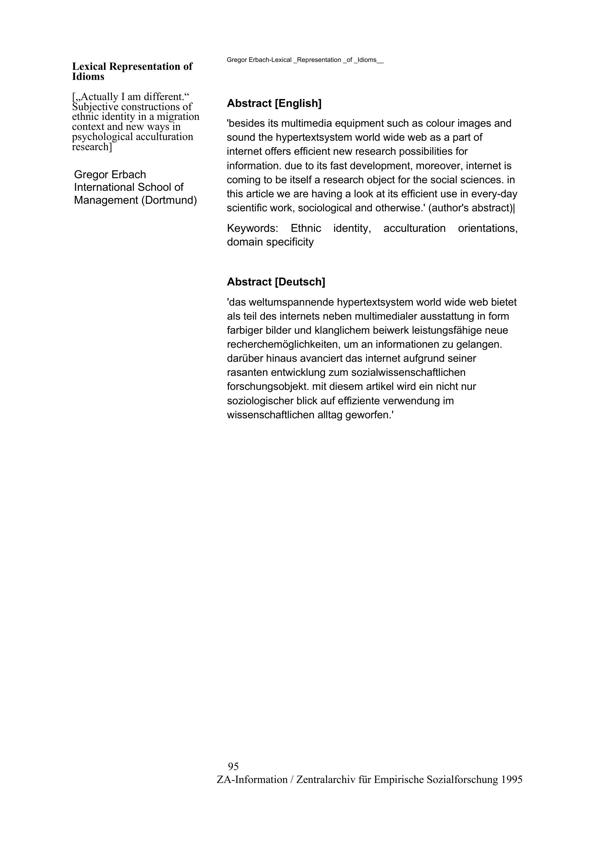 Gregor Erbach-Lexical _Representation _of _Idioms__
Lexical Representation of
Idioms
[„Actually I am different.“
Subjective constructions of
ethnic identity in a migration
context and new ways in
psychological acculturation
research]
Gregor Erbach
International School of
Management (Dortmund)
Abstract [English]
'besides its multimedia equipment such as colour images and
sound the hypertextsystem world wide web as a part of
internet offers efficient new research possibilities for
information. due to its fast development, moreover, internet is
coming to be itself a research object for the social sciences. in
this article we are having a look at its efficient use in every-day
scientific work, sociological and otherwise.' (author's abstract)|
Keywords: Ethnic identity, acculturation orientations,
domain specificity
Abstract [Deutsch]
'das weltumspannende hypertextsystem world wide web bietet
als teil des internets neben multimedialer ausstattung in form
farbiger bilder und klanglichem beiwerk leistungsfähige neue
recherchemöglichkeiten, um an informationen zu gelangen.
darüber hinaus avanciert das internet aufgrund seiner
rasanten entwicklung zum sozialwissenschaftlichen
forschungsobjekt. mit diesem artikel wird ein nicht nur
soziologischer blick auf effiziente verwendung im
wissenschaftlichen alltag geworfen.'
95
ZA-Information / Zentralarchiv für Empirische Sozialforschung 1995